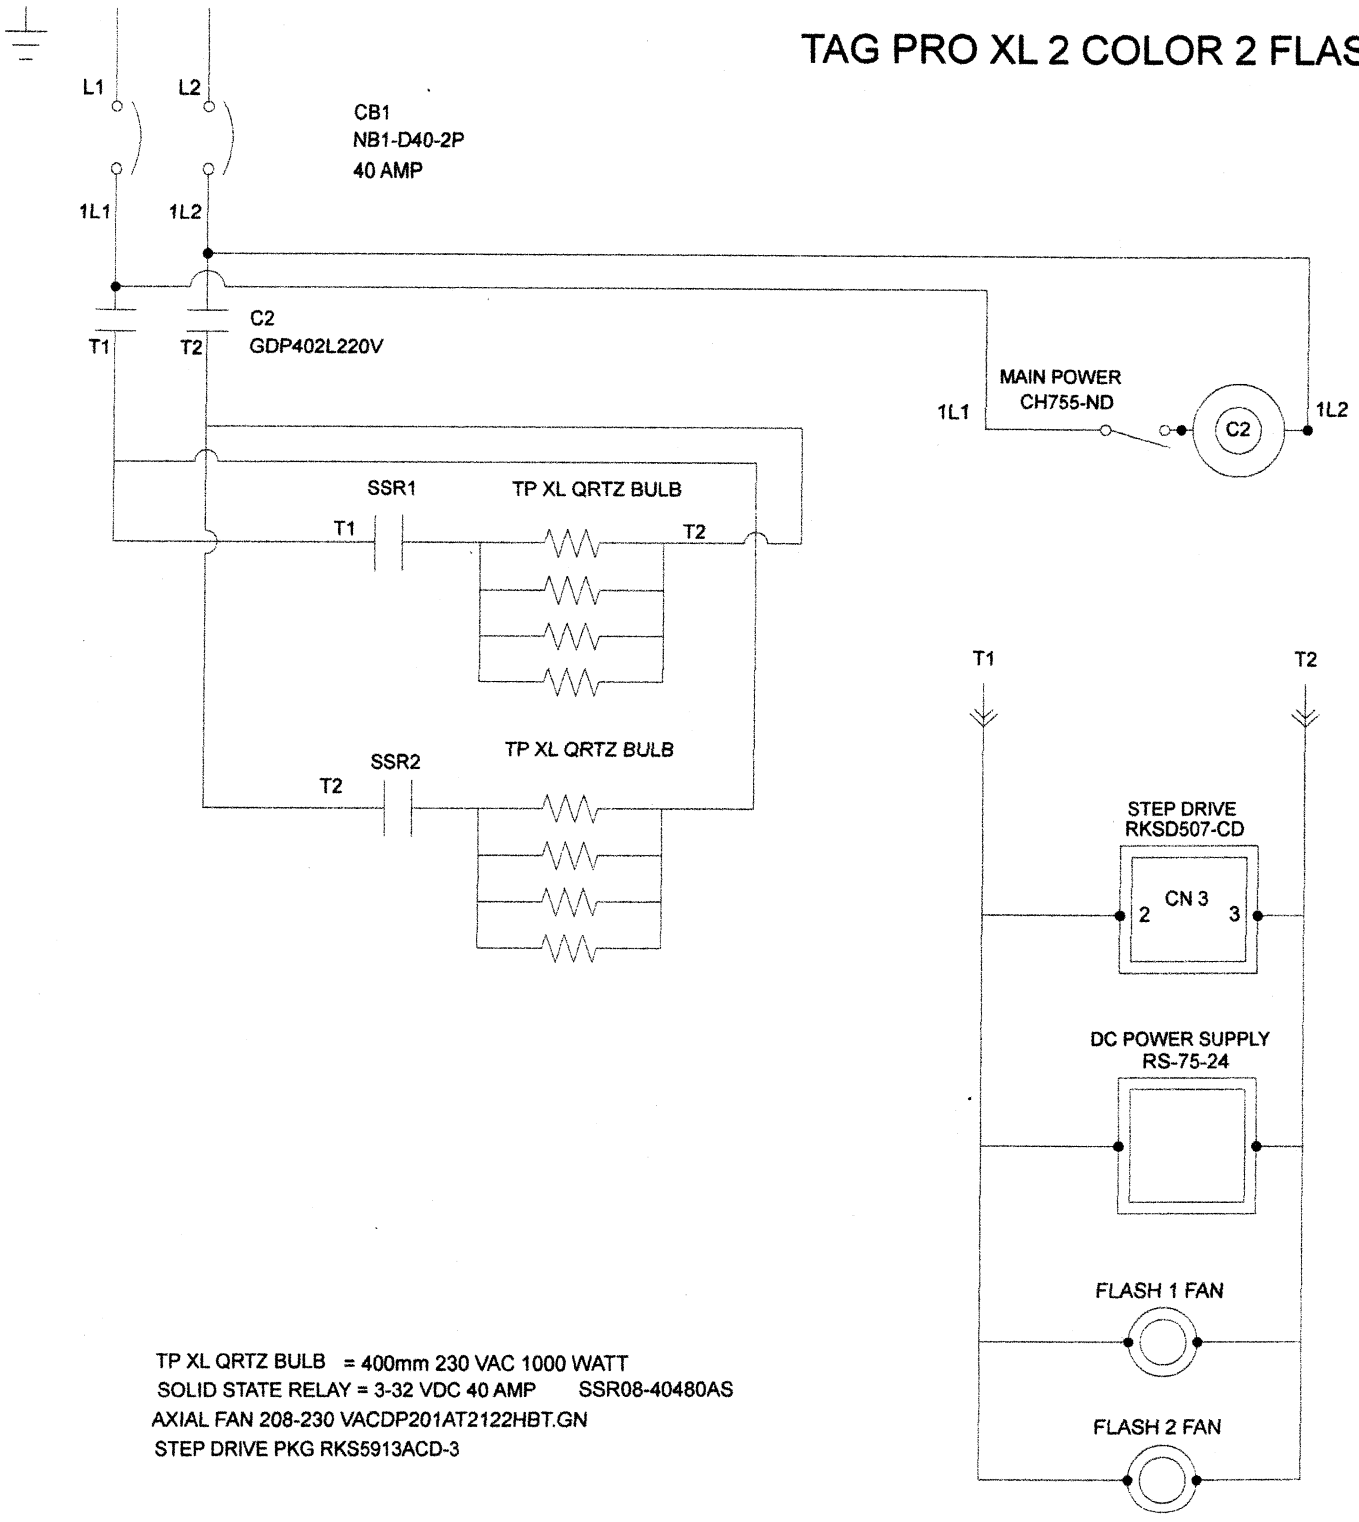 TAG PRO XL 2 COLOR 2 FLAS
L1
L2
CB1
NB1-D40-2P
40 AMP
1L1
1L2
C2
GDP402L220V
T1
T2
MAIN POWER
CH755-ND
1L1
C2
1L2
SSR1
TP XL QRTZ BULB
T1
T2
T1
T2
SSR2
TP XL QRTZ BULB
T2
STEP DRIVE
RKSD507-CD
CN 3
2
3
DC POWER SUPPLY
RS-75-24
FLASH 1 FAN
FLASH 2 FAN
TP XL QRTZ BULB = 400mm 230 VAC 1000 WATT
SOLID STATE RELAY = 3-32 VDC 40 AMP SSR08-40480AS
AXIAL FAN 208-230 VACDP201AT2122HBT.GN
STEP DRIVE PKG RKS5913ACD-3